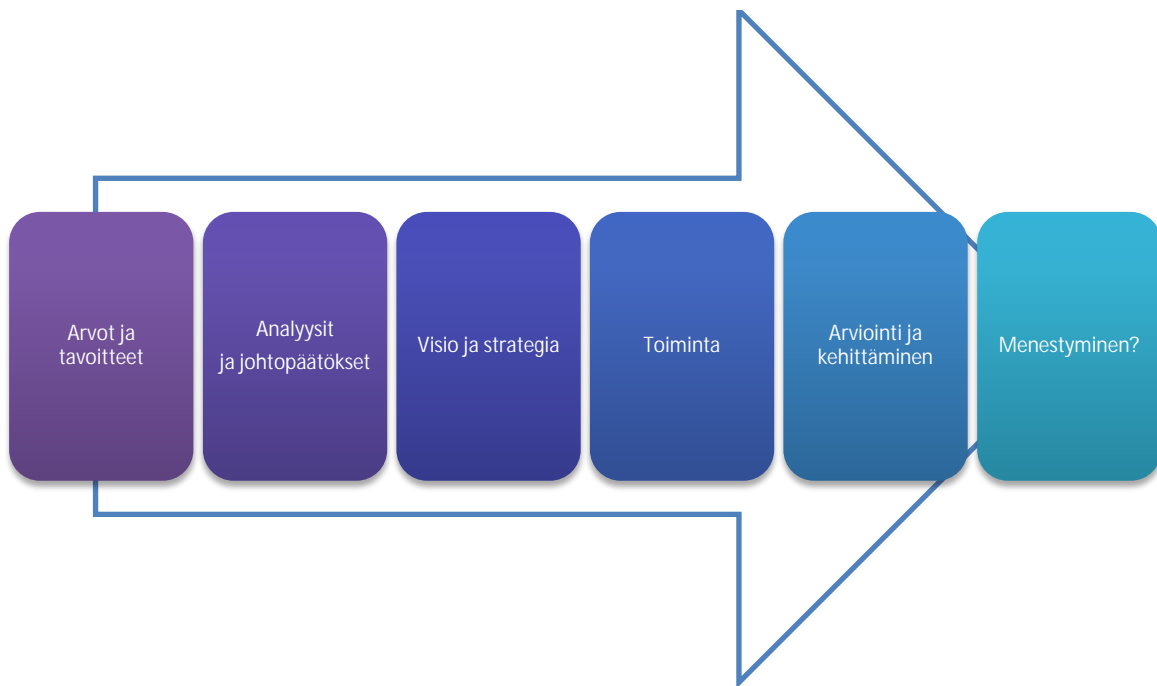 Arvot ja
tavoitteet
Analyysit
ja johtopäätökset
Visio ja strategia
Toiminta
Arviointi ja
kehittäminen
Menestyminen?